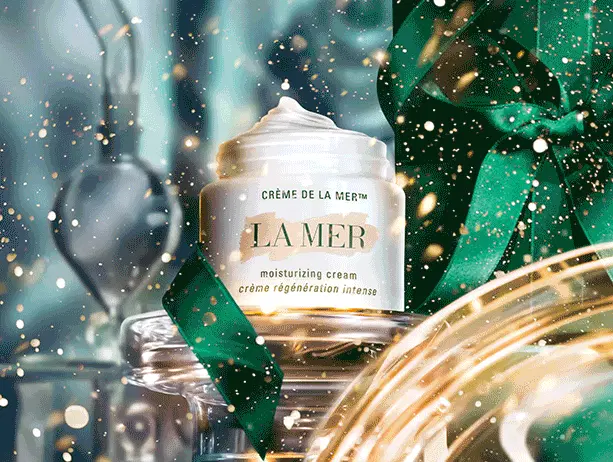 CRÈME DE LA MER™
LA MER
moisturizing cream
crème régénération intense